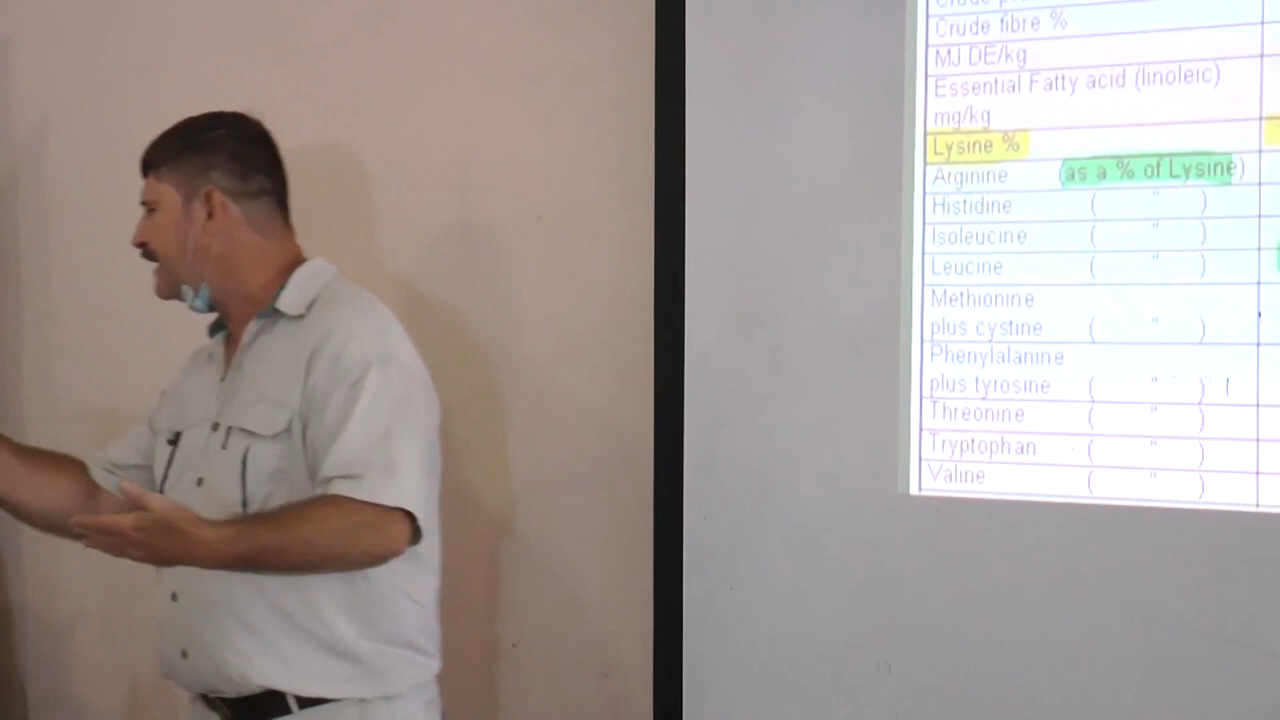 Crude fibre %
MJ DE/kg
Essential Fatty acid (linoleic)
mg/kg
Lysine %
Arginine (as a % of Lysine)
Histidine ( " )
Isoleucine ( " )
Leucine ( " )
Methionine
plus cystine ( " )
Phenylalanine
plus tyrosine ( " )
Threonine ( " )
Tryptophan ( " )
Valine ( " )